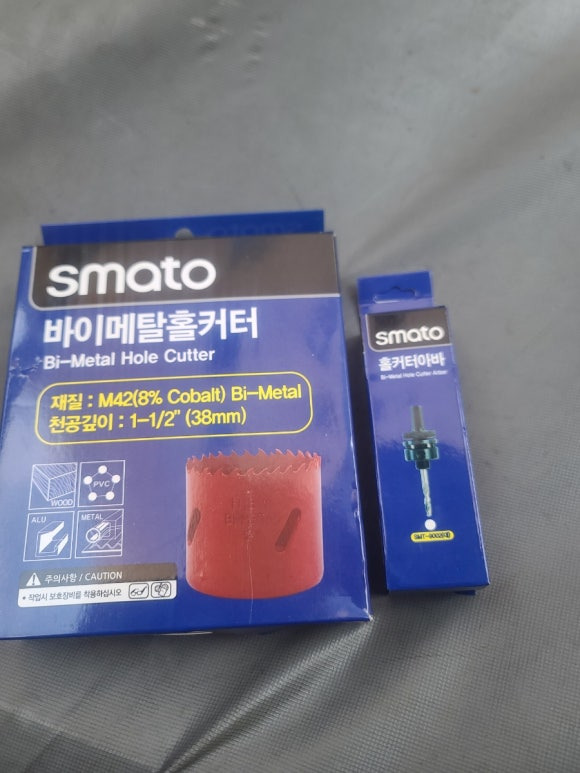 smato
바이메탈홀커터
Bi-Metal Hole Cutter
재질 : M42(8% Cobalt) Bi-Metal
천공깊이 : 1-1/2" (38mm)
WOOD
PVC
ALU
METAL
주의사항 / CAUTION
• 작업시 보호장비를 착용하십시오
smato
홀커터아바
Bi-Metal Hole Cutter Arbor